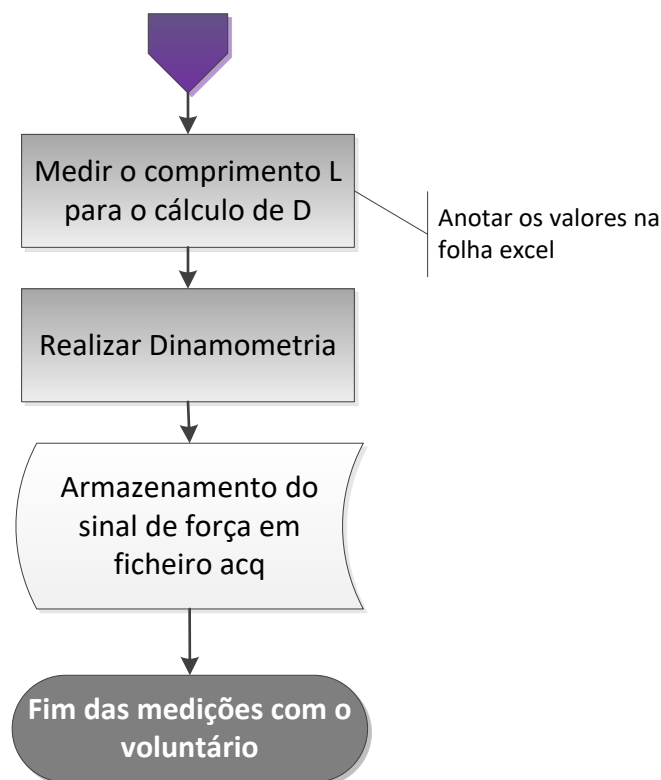 Medir o comprimento L
para o cálculo de D
Anotar os valores na
folha excel
Realizar Dinamometria
Armazenamento do
sinal de força em
ficheiro acq
Fim das medições com o
voluntário